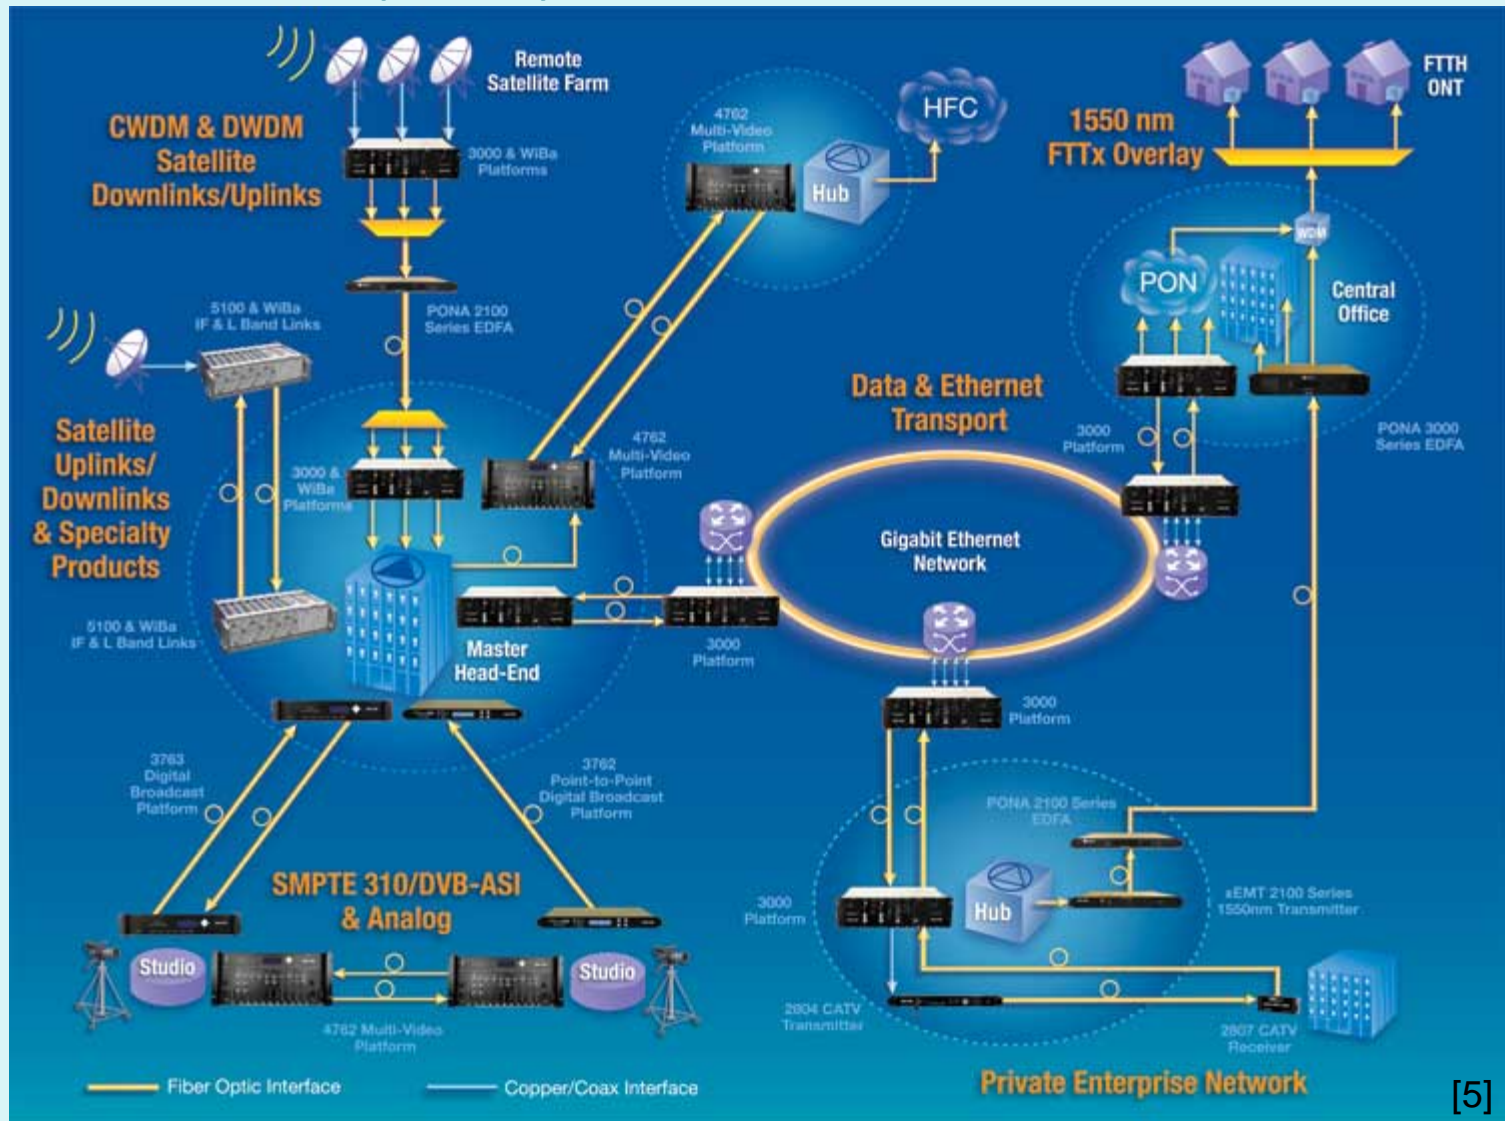 Remote
Satellite Farm
CWDM & DWDM
Satellite
Downlinks/Uplinks
3000 & WiBa
Platforms
4762
Multi-Video
Platform
Hub
HFC
1550 nm
FTTx Overlay
FTTH
ONT
WDM
PON
Central
Office
PONA 3000
Series EDFA
5100 & WiBa
IF & L Band Links
PONA 2100
Series EDFA
Satellite
Uplinks/
Downlinks
& Specialty
Products
3000 &
WiBa
Platforms
4762
Multi-Video
Platform
Data & Ethernet
Transport
3000
Platform
Gigabit Ethernet
Network
5100 & WiBa
IF & L Band Links
Master
Head-End
3000
Platform
3000
Platform
3763
Digital
Broadcast
Platform
3762
Point-to-Point
Digital Broadcast
Platform
PONA 2100 Series
EDFA
SMPTE 310/DVB-ASI
& Analog
3000
Platform
Hub
xEMT 2100 Series
1550nm Transmitter
Studio
Studio
4762 Multi-Video
Platform
2804 CATV
Transmitter
2807 CATV
Receiver
Fiber Optic Interface
Copper/Coax Interface
Private Enterprise Network
[5]